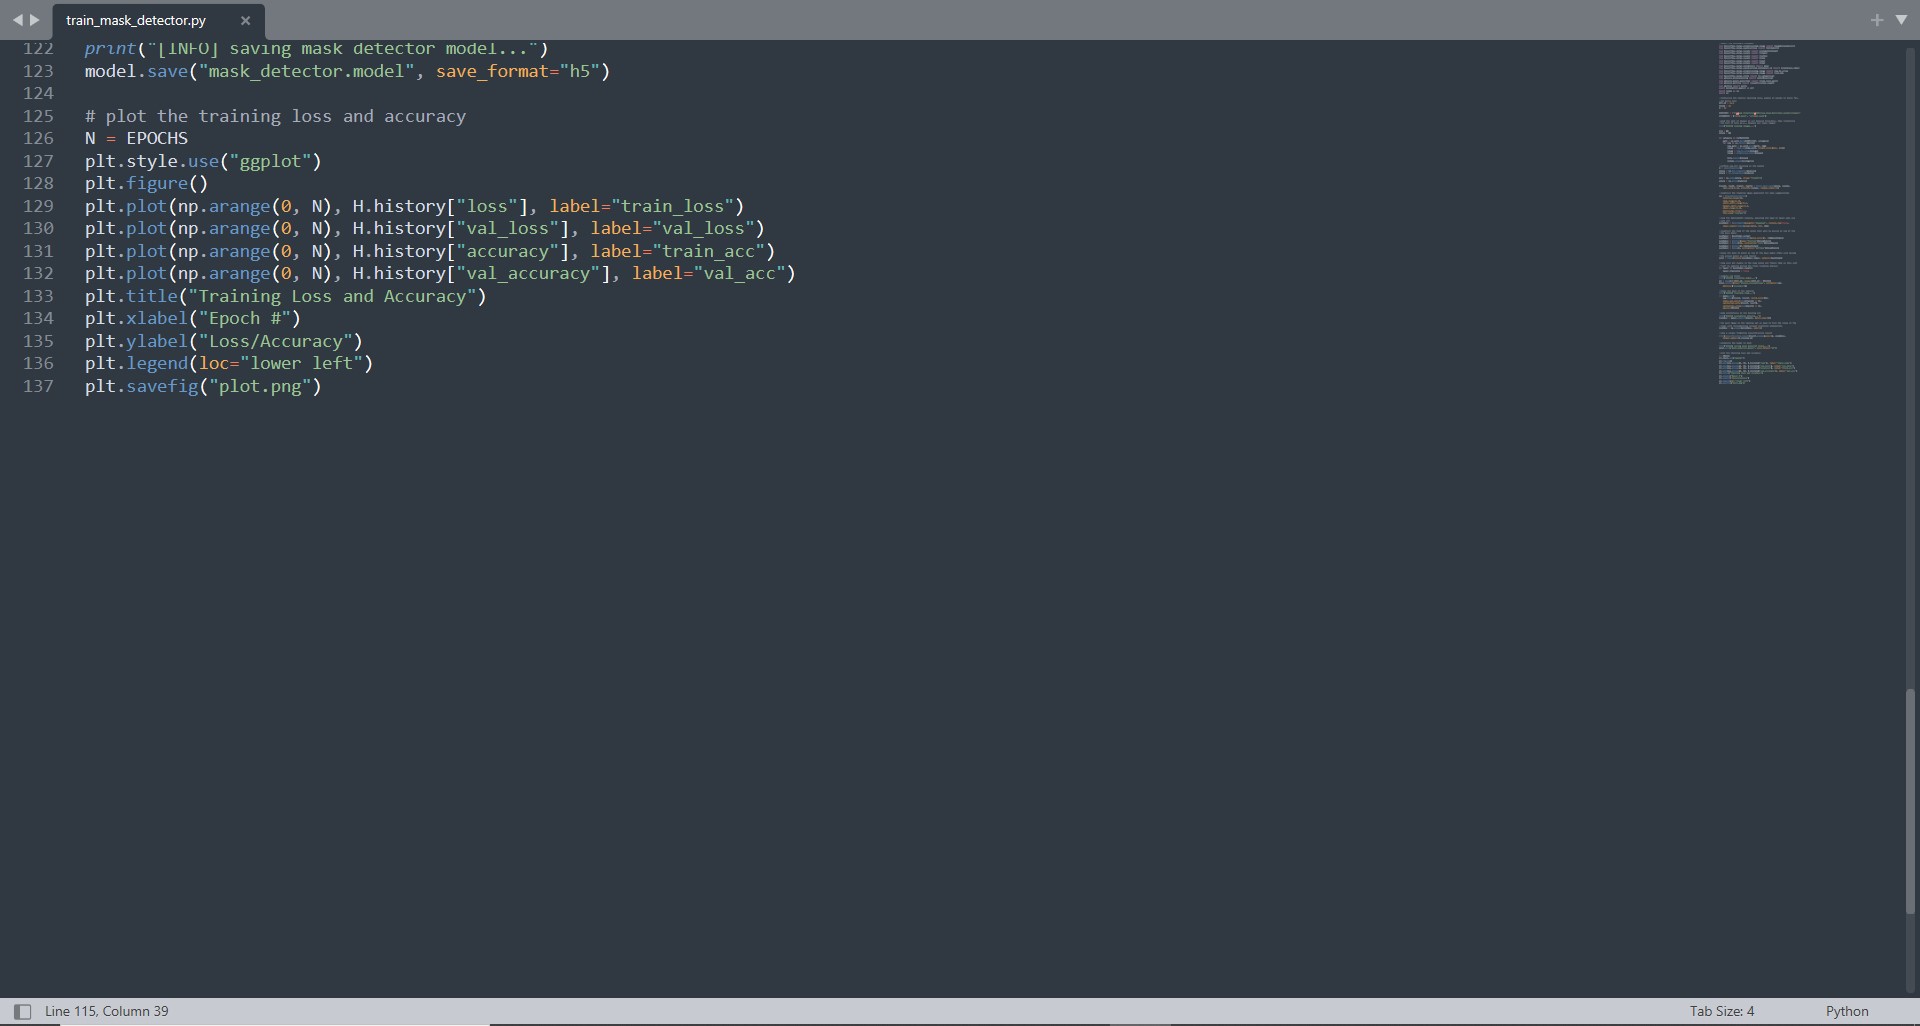 train_mask_detector.py
122 print("[INFO] saving mask detector model...")
123 model.save("mask_detector.model", save_format="h5")
124
125 # plot the training loss and accuracy
126 N = EPOCHS
127 plt.style.use("ggplot")
128 plt.figure()
129 plt.plot(np.arange(0, N), H.history["loss"], label="train_loss")
130 plt.plot(np.arange(0, N), H.history["val_loss"], label="val_loss")
131 plt.plot(np.arange(0, N), H.history["accuracy"], label="train_acc")
132 plt.plot(np.arange(0, N), H.history["val_accuracy"], label="val_acc")
133 plt.title("Training Loss and Accuracy")
134 plt.xlabel("Epoch #")
135 plt.ylabel("Loss/Accuracy")
136 plt.legend(loc="lower left")
137 plt.savefig("plot.png")
Line 115, Column 39
Tab Size: 4
Python